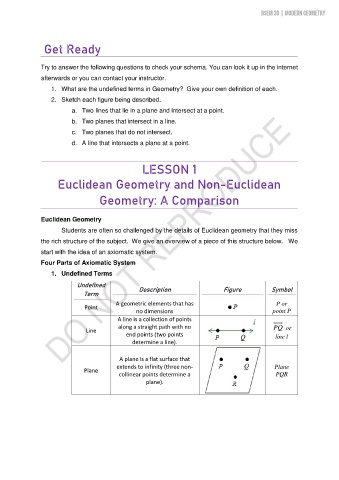 BSEM 30 | MODERN GEOMETRY
Get Ready
Try to answer the following questions to check your schema. You can look it up in the internet
afterwards or you can contact your instructor.
1. What are the undefined terms in Geometry? Give your own definition of each.
2. Sketch each figure being described.
a. Two lines that lie in a plane and intersect at a point.
b. Two planes that intersect in a line.
c. Two planes that do not intersect.
d. A line that intersects a plane at a point.
LESSON 1
Euclidean Geometry and Non-Euclidean
Geometry: A Comparison
Euclidean Geometry
Students are often so challenged by the details of Euclidean geometry that they miss
the rich structure of the subject. We give an overview of a piece of this structure below. We
start with the idea of an axiomatic system.
Four Parts of Axiomatic System
1. Undefined Terms
Undefined
Term
Description
Figure
Symbol
Point
A geometric elements that has
no dimensions
P
P or
point P
Line
A line is a collection of points
along a straight path with no
end points (two points
determine a line).
l
P Q
PQ or
line l
Plane
A plane is a flat surface that
extends to infinity (three non-
collinear points determine a
plane).
P Q
R
Plane
PQR
DO NOT REPRODUCE